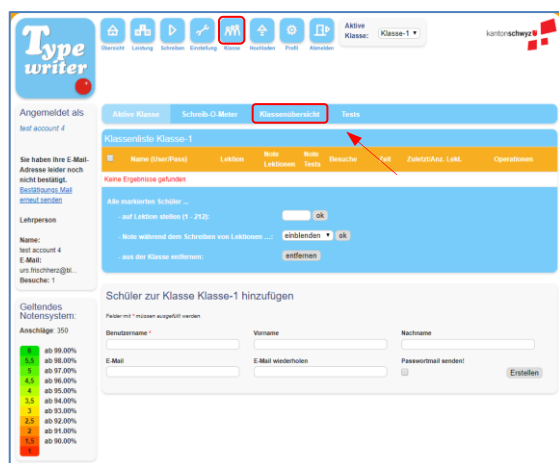 Type
writer
Übersicht Leistung Schreiben Einstellung Klasse Hochladen Profil Abmelden
Aktive
Klasse: Klasse-1
kantonschwyz
Angemeldet als
test account 4
Sie haben ihre E-Mail-
Adresse leider noch
nicht bestätigt.
Bestätigungs Mail
erneut senden
Lehrperson
Name:
test account 4
E-Mail:
urs.frischherz@bl...
Besuche: 1
Geltendes
Notensystem:
Anschläge: 350
6 ab 99.00%
5,5 ab 98.00%
5 ab 97.00%
4,5 ab 96.00%
4 ab 95.00%
3,5 ab 94.00%
3 ab 93.00%
2,5 ab 92.00%
2 ab 91.00%
1,5 ab 90.00%
1
Aktive Klasse Schreib-O-Meter Klassenübersicht Tests
Klassenliste Klasse-1
Name (User/Pass) Lektion Note Lektionen Note Tests Besuche Zeit Zuletzt/Anz. Lekt. Operationen
Keine Ergebnisse gefunden
Alle markierten Schüler ...
- auf Lektion stellen (1 - 212): ok
- Note während dem Schreiben von Lektionen ...: einblenden ok
- aus der Klasse entfernen: entfernen
Schüler zur Klasse Klasse-1 hinzufügen
Felder mit * müssen ausgefüllt werden.
Benutzername * Vorname Nachname
E-Mail E-Mail wiederholen Passwortmail senden!
Erstellen